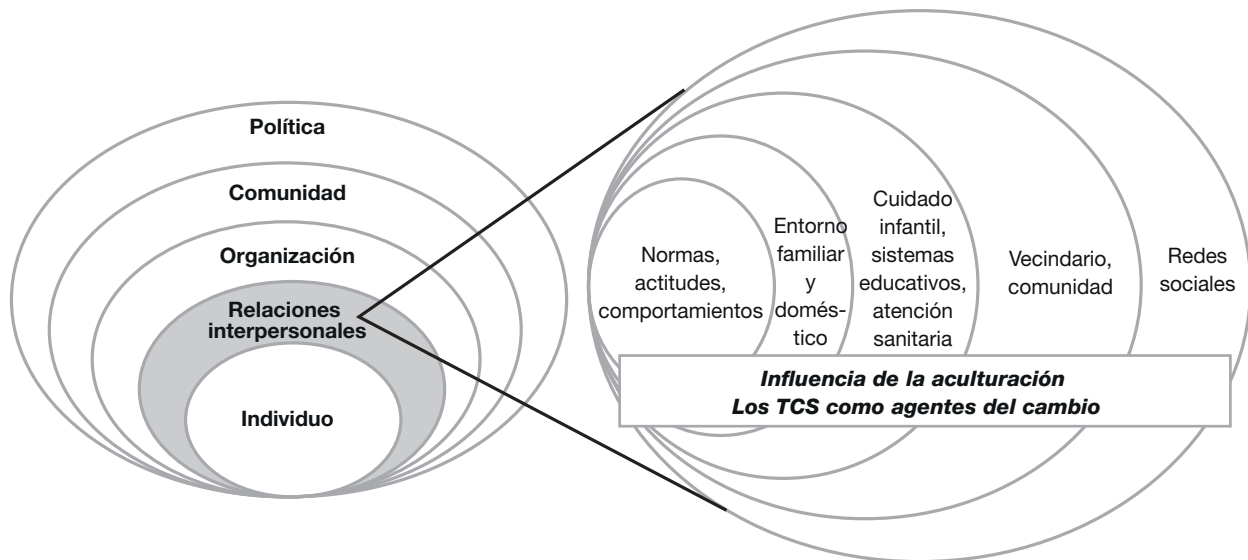 Política
Comunidad
Organización
Relaciones
interpersonales
Individuo
Normas,
actitudes,
comportamientos
Entorno
familiar
y
domés-
tico
Cuidado
infantil,
sistemas
educativos,
atención
sanitaria
Vecindario,
comunidad
Redes
sociales
Influencia de la aculturación
Los TCS como agentes del cambio